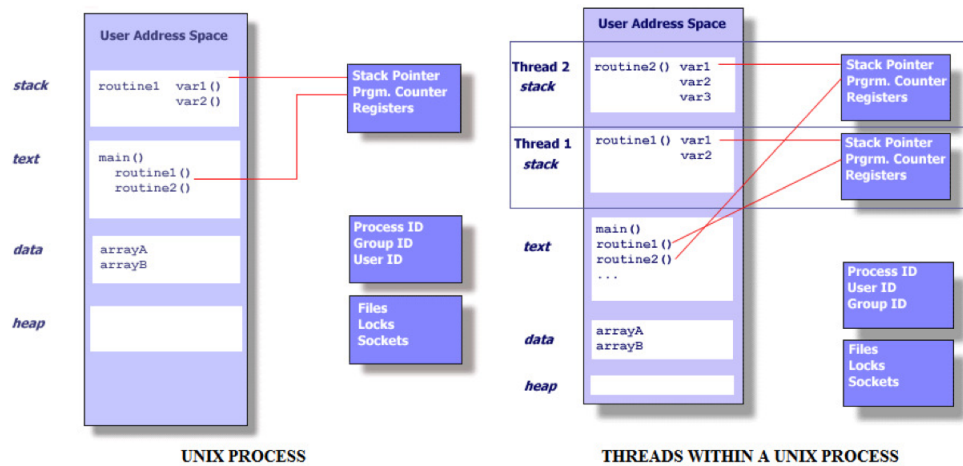 User Address Space
stack
routine1 var1()
var2()
Stack Pointer
Prgm. Counter
Registers
text
main()
routine1()
routine2()
data
arrayA
arrayB
Process ID
Group ID
User ID
heap
Files
Locks
Sockets
UNIX PROCESS
User Address Space
Thread 2
stack
routine2() var1
var2
var3
Stack Pointer
Prgrm. Counter
Registers
Thread 1
stack
routine1() var1
var2
Stack Pointer
Prgrm. Counter
Registers
text
main()
routine1()
routine2()
...
Process ID
User ID
Group ID
data
arrayA
arrayB
heap
Files
Locks
Sockets
THREADS WITHIN A UNIX PROCESS